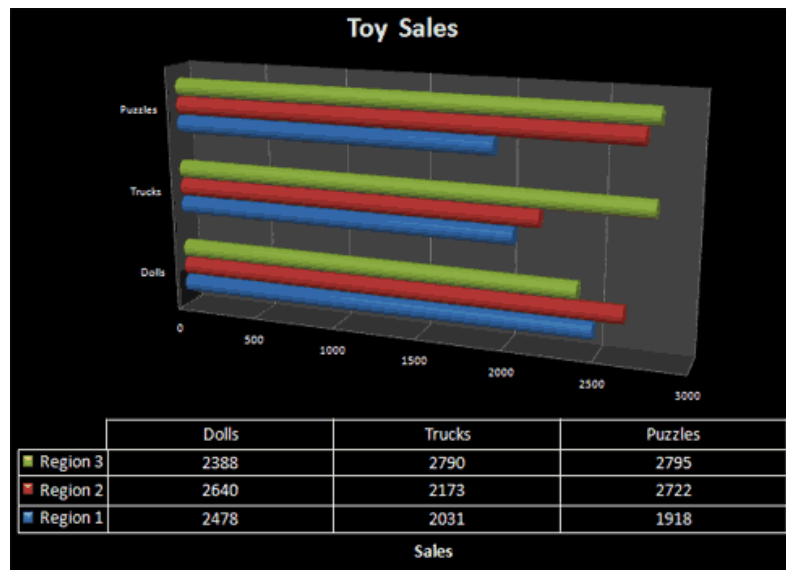 Toy Sales
Puzzles
Trucks
Dolls
0 500 1000 1500 2000 2500 3000
Dolls Trucks Puzzles
Region 3 2388 2790 2795
Region 2 2640 2173 2722
Region 1 2478 2031 1918
Sales